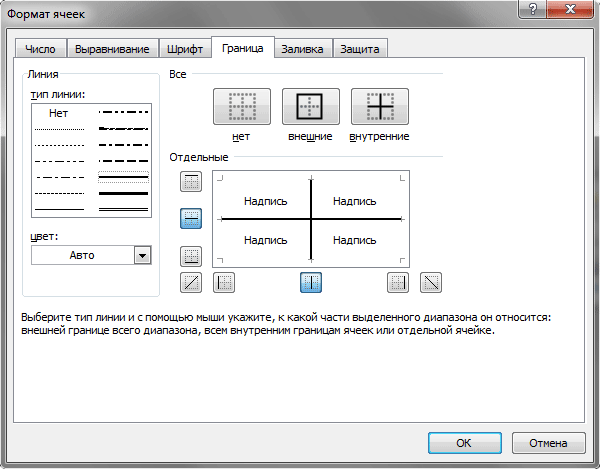 Формат ячеек
Число Выравнивание Шрифт Граница Заливка Защита
Линия
тип линии:
Нет
цвет:
Авто
Все
нет внешние внутренние
Отдельные
Надпись Надпись
Надпись Надпись
Выберите тип линии и с помощью мыши укажите, к какой части выделенного диапазона он относится:
внешней границе всего диапазона, всем внутренним границам ячеек или отдельной ячейке.
ОК Отмена